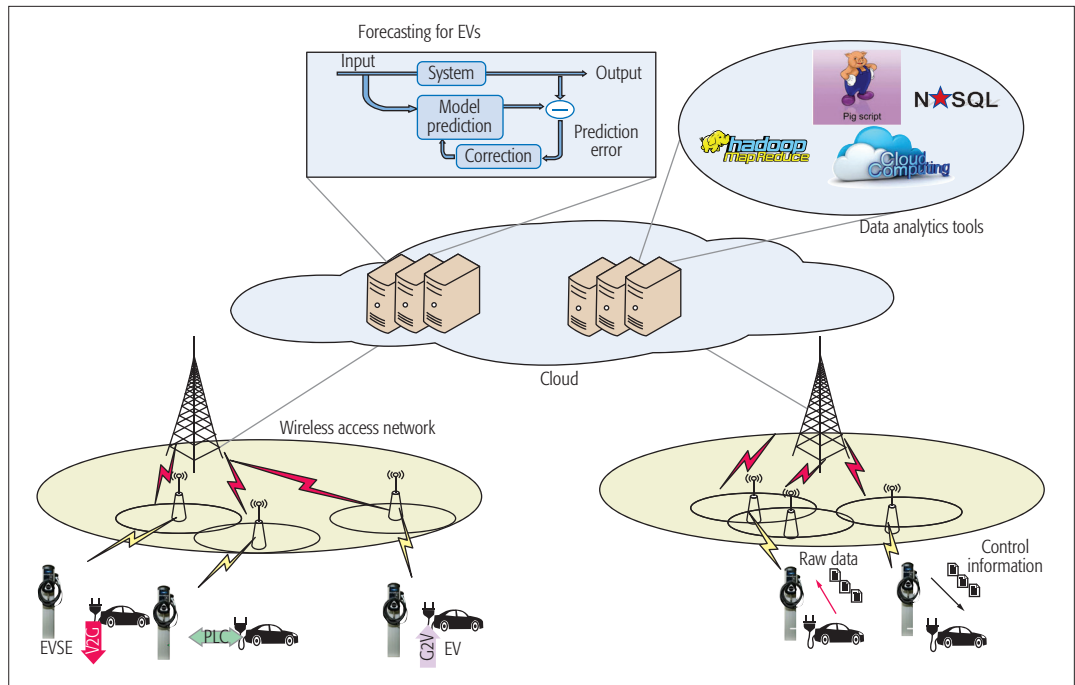 Forecasting for EVs
Input
System
Output
Model
prediction
Prediction
error
Correction
Pig script
NOSQL
hadoop
MapReduce
Cloud
Computing
Data analytics tools
Cloud
Wireless access network
Raw data
Control
information
EVSE
V2G
PLC
G2V
EV